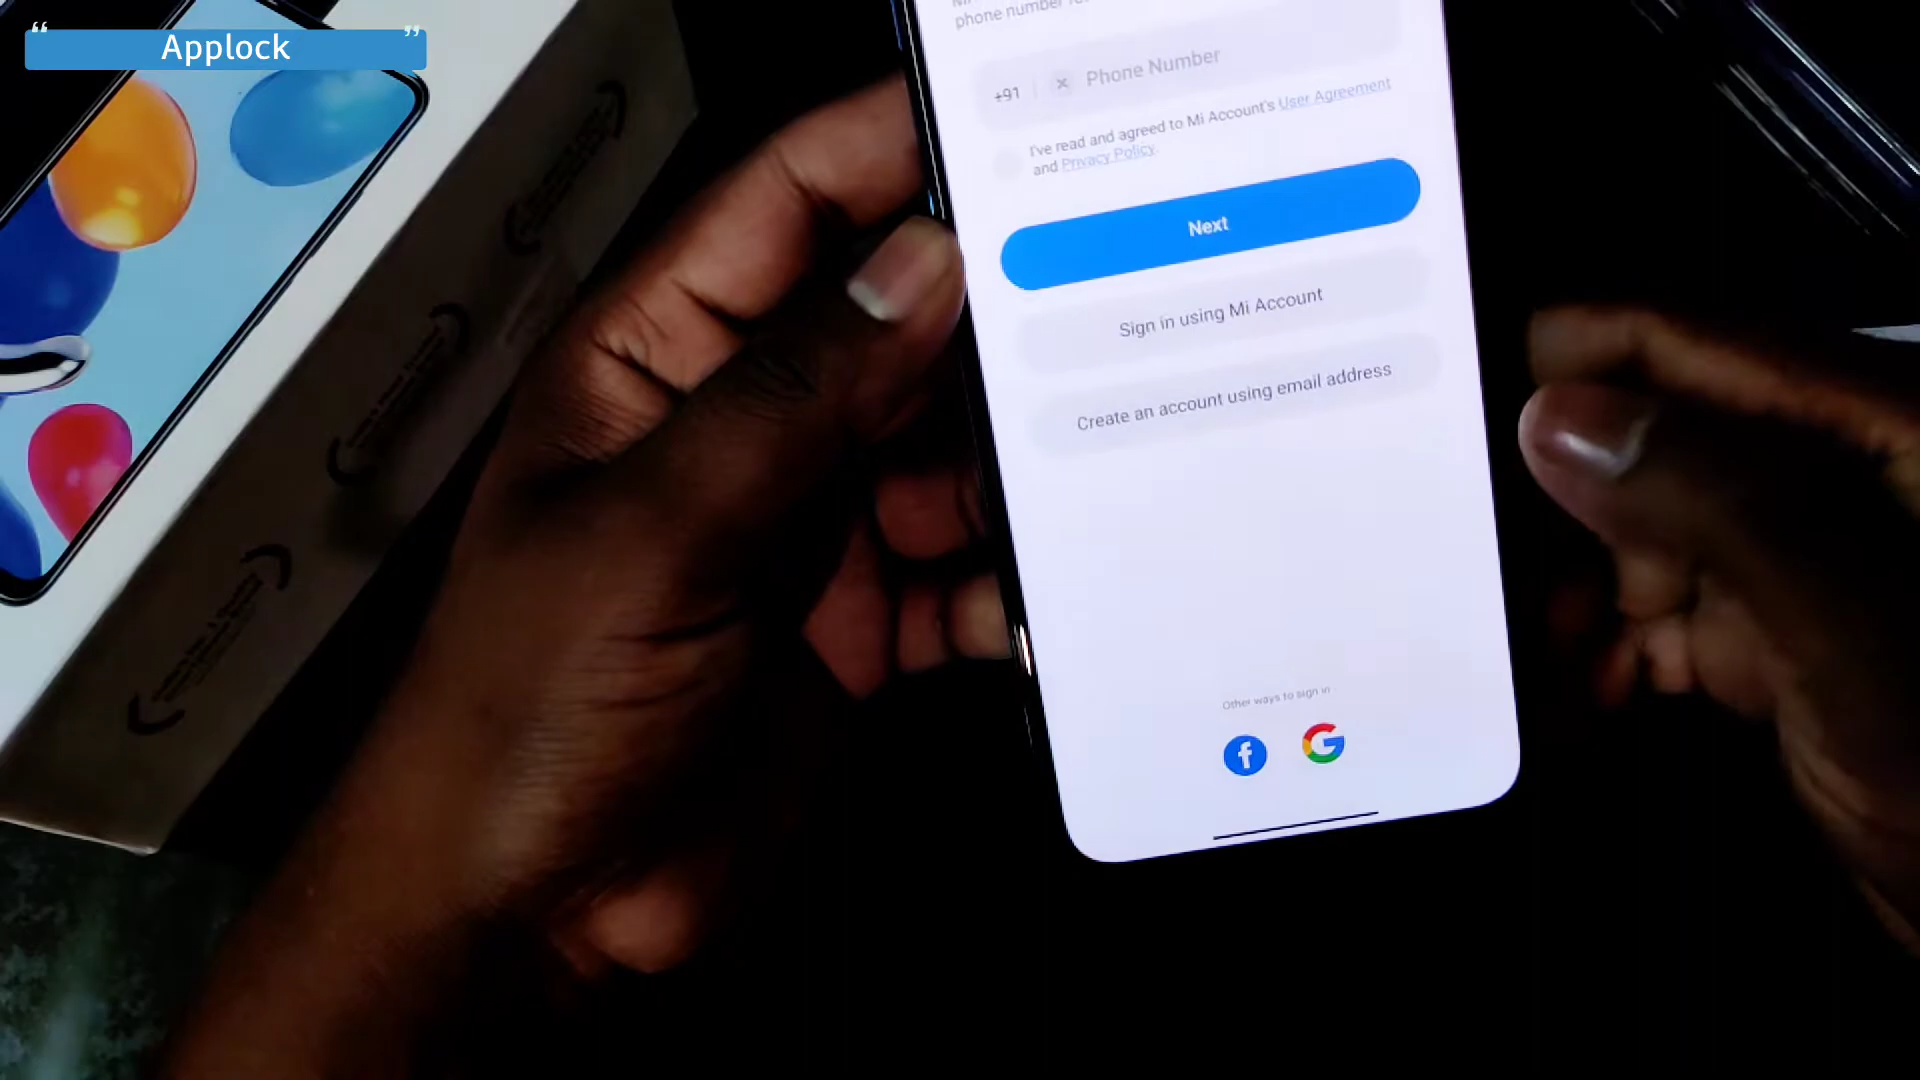 “ Applock ”
phone number
+91 Phone Number
I've read and agreed to Mi Account's User Agreement
and Privacy Policy.
Next
Sign in using Mi Account
Create an account using email address
Other ways to sign in